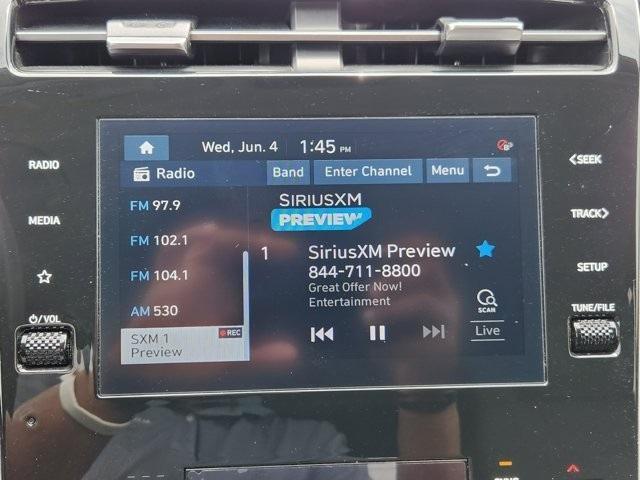 Wed, Jun. 4 1:45 PM
Radio Band Enter Channel Menu
FM 97.9
FM 102.1
FM 104.1
AM 530
SXM 1 REC
Preview
SIRIUSXM
PREVIEW
1 SiriusXM Preview
844-711-8800
Great Offer Now!
Entertainment
SCAN
Live
RADIO
MEDIA
/VOL
<SEEK
TRACK>
SETUP
TUNE/FILE
SYNC